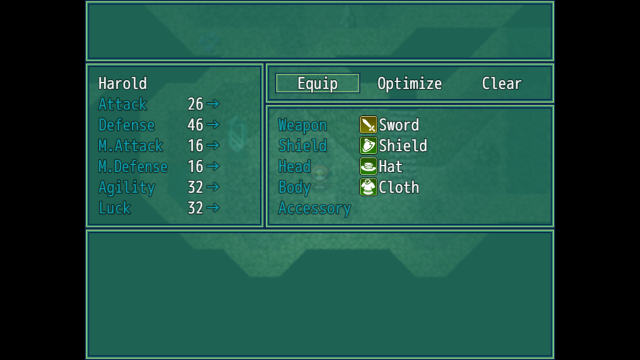 Harold
Attack 26→
Defense 46→
M.Attack 16→
M.Defense 16→
Agility 32→
Luck 32→
Equip Optimize Clear
Weapon Sword
Shield Shield
Head Hat
Body Cloth
Accessory